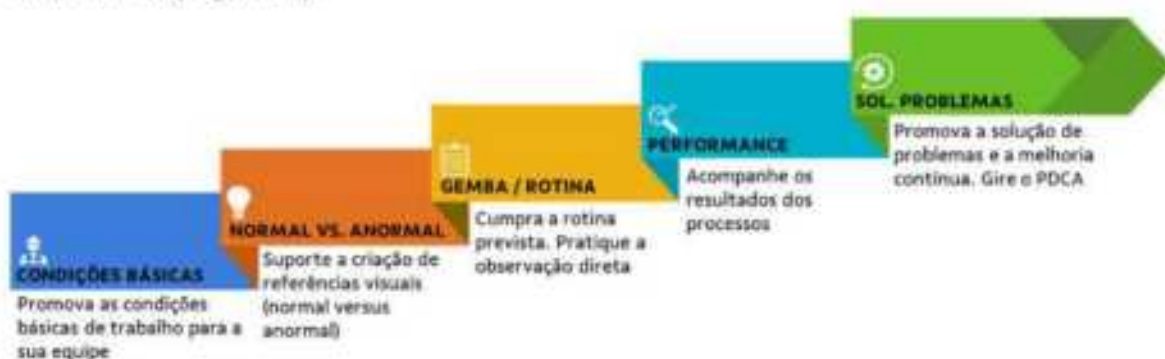 CONDIÇÕES BÁSICAS
Promova as condições
básicas de trabalho para a
sua equipe
NORMAL VS. ANORMAL
Suporte a criação de
referências visuais
(normal versus
anormal)
GEMBA / ROTINA
Cumpra a rotina
prevista. Pratique a
observação direta
PERFORMANCE
Acompanhe os
resultados dos
processos
SOL. PROBLEMAS
Promova a solução de
problemas e a melhoria
contínua. Gire o PDCA